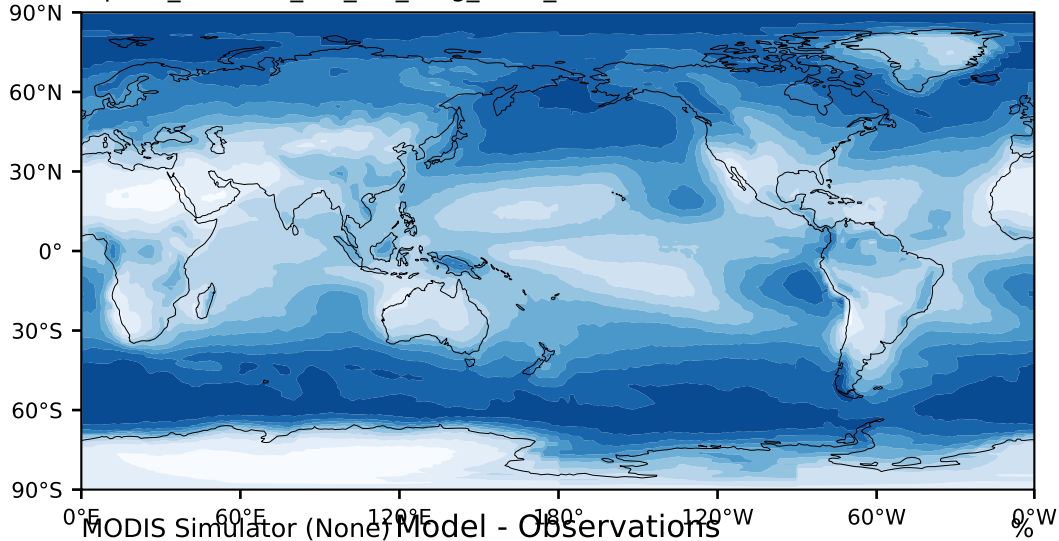 90°N
60°N
30°N
0°
30°S
60°S
90°S
0°E 60°E 120°E 180° 120°W 60°W 0°W
MODIS Simulator (None) Model - Observations %